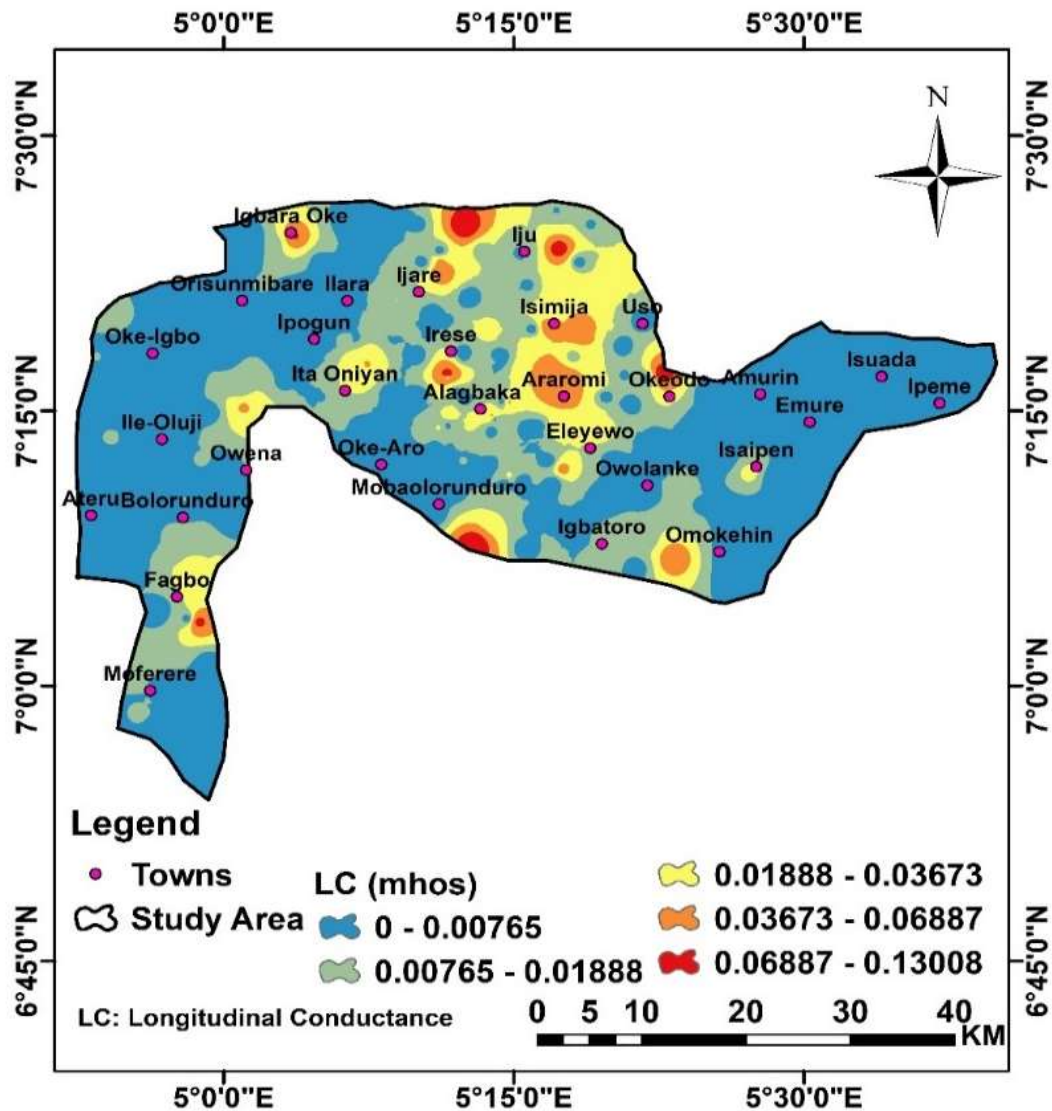 5°0'0"E 5°15'0"E 5°30'0"E
N
7°30'0"N 7°30'0"N
Igbara Oke
Iju
Ijare
Orisunmibare Ilara
Isimija Uso
Ipogun
Irese
Oke-Igbo
Isuada
Ita Oniyan
Araromi Okeodo Amurin Ipeme
Alagbaka
7°15'0"N 7°15'0"N
Emure
Ile-Oluji
Eleyewo
Oke-Aro
Owena
Isaipen
Owolanke
Mobaolorunduro
Ateru Bolorunduro
Igbatoro Omokehin
Fagbo
Moferere
7°0'0"N 7°0'0"N
Legend
Towns
Study Area
LC (mhos)
0 - 0.00765
0.00765 - 0.01888
0.01888 - 0.03673
0.03673 - 0.06887
0.06887 - 0.13008
6°45'0"N 6°45'0"N
LC: Longitudinal Conductance
0 5 10 20 30 40
KM
5°0'0"E 5°15'0"E 5°30'0"E